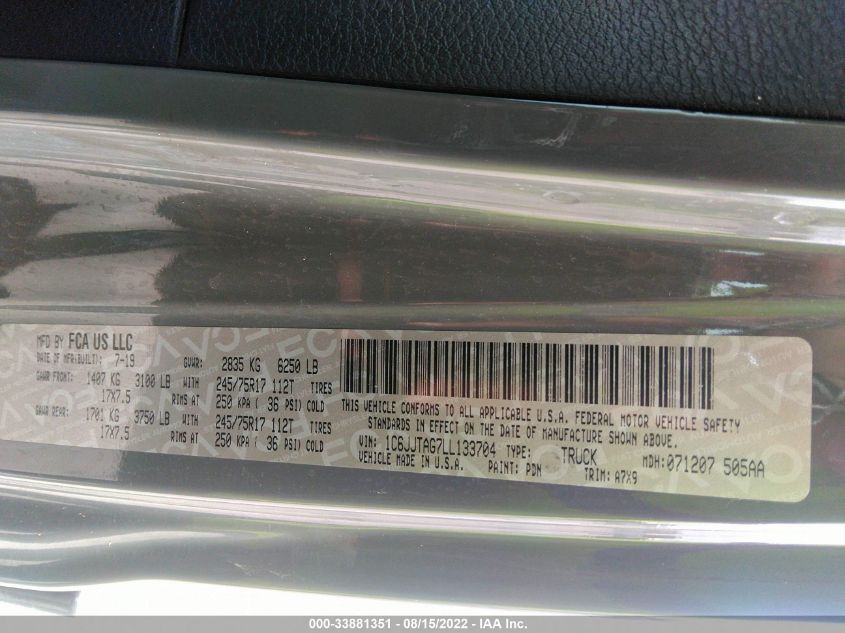 MFD BY FCA US LLC
DATE OF MFR(BUILT): 7-19 GVWR: 2835 KG 6250 LB
GAWR FRONT: 1407 KG 3100 LB WITH 245/75R17 112T TIRES
17X7.5 RIMS AT 250 KPA ( 36 PSI) COLD
GAWR REAR: 1701 KG 3750 LB WITH 245/75R17 112T TIRES
17X7.5 RIMS AT 250 KPA ( 36 PSI) COLD
THIS VEHICLE CONFORMS TO ALL APPLICABLE U.S.A. FEDERAL MOTOR VEHICLE SAFETY
STANDARDS IN EFFECT ON THE DATE OF MANUFACTURE SHOWN ABOVE.
VIN: 1C6JJTAG7LL133704 TYPE: TRUCK MDH: 071207 505AA
VEHICLE MADE IN U.S.A. PAINT: PDN TRIM: A7X9
000-33881351 - 08/15/2022 - IAA Inc.